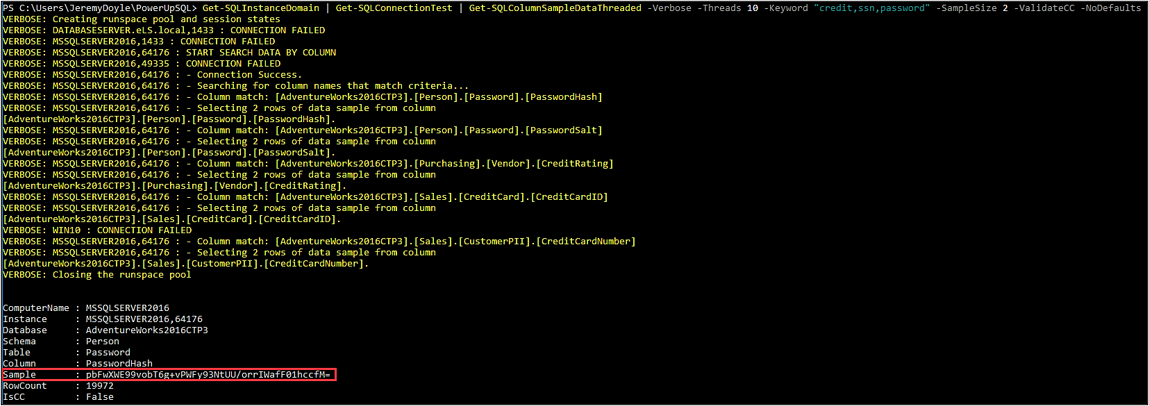 PS C:\Users\JeremyDoyle\PowerUpSQL> Get-SQLInstanceDomain | Get-SQLConnectionTest | Get-SQLColumnSampleDataThreaded -Verbose -Threads 10 -Keyword "credit,ssn,password" -SampleSize 2 -ValidateCC -NoDefaults
VERBOSE: Creating runspace pool and session states
VERBOSE: DATABASESERVER.eLS.local,1433 : CONNECTION FAILED
VERBOSE: MSSQLSERVER2016,1433 : CONNECTION FAILED
VERBOSE: MSSQLSERVER2016,64176 : START SEARCH DATA BY COLUMN
VERBOSE: MSSQLSERVER2016,49335 : CONNECTION FAILED
VERBOSE: MSSQLSERVER2016,64176 : - Connection Success.
VERBOSE: MSSQLSERVER2016,64176 : - Searching for column names that match criteria...
VERBOSE: MSSQLSERVER2016,64176 : - Column match: [AdventureWorks2016CTP3].[Person].[Password].[PasswordHash]
VERBOSE: MSSQLSERVER2016,64176 : - Selecting 2 rows of data sample from column
[AdventureWorks2016CTP3].[Person].[Password].[PasswordHash].
VERBOSE: MSSQLSERVER2016,64176 : - Column match: [AdventureWorks2016CTP3].[Person].[Password].[PasswordSalt]
VERBOSE: MSSQLSERVER2016,64176 : - Selecting 2 rows of data sample from column
[AdventureWorks2016CTP3].[Person].[Password].[PasswordSalt].
VERBOSE: MSSQLSERVER2016,64176 : - Column match: [AdventureWorks2016CTP3].[Purchasing].[Vendor].[CreditRating]
VERBOSE: MSSQLSERVER2016,64176 : - Selecting 2 rows of data sample from column
[AdventureWorks2016CTP3].[Purchasing].[Vendor].[CreditRating].
VERBOSE: MSSQLSERVER2016,64176 : - Column match: [AdventureWorks2016CTP3].[Sales].[CreditCard].[CreditCardID]
VERBOSE: MSSQLSERVER2016,64176 : - Selecting 2 rows of data sample from column
[AdventureWorks2016CTP3].[Sales].[CreditCard].[CreditCardID].
VERBOSE: WIN10 : CONNECTION FAILED
VERBOSE: MSSQLSERVER2016,64176 : - Column match: [AdventureWorks2016CTP3].[Sales].[CustomerPII].[CreditCardNumber]
VERBOSE: MSSQLSERVER2016,64176 : - Selecting 2 rows of data sample from column
[AdventureWorks2016CTP3].[Sales].[CustomerPII].[CreditCardNumber].
VERBOSE: Closing the runspace pool
ComputerName : MSSQLSERVER2016
Instance : MSSQLSERVER2016,64176
Database : AdventureWorks2016CTP3
Schema : Person
Table : Password
Column : PasswordHash
Sample : pbFwXWE99vobT6g+vPWFy93NtUU/orrIWafF01hccfM=
RowCount : 19972
IsCC : False